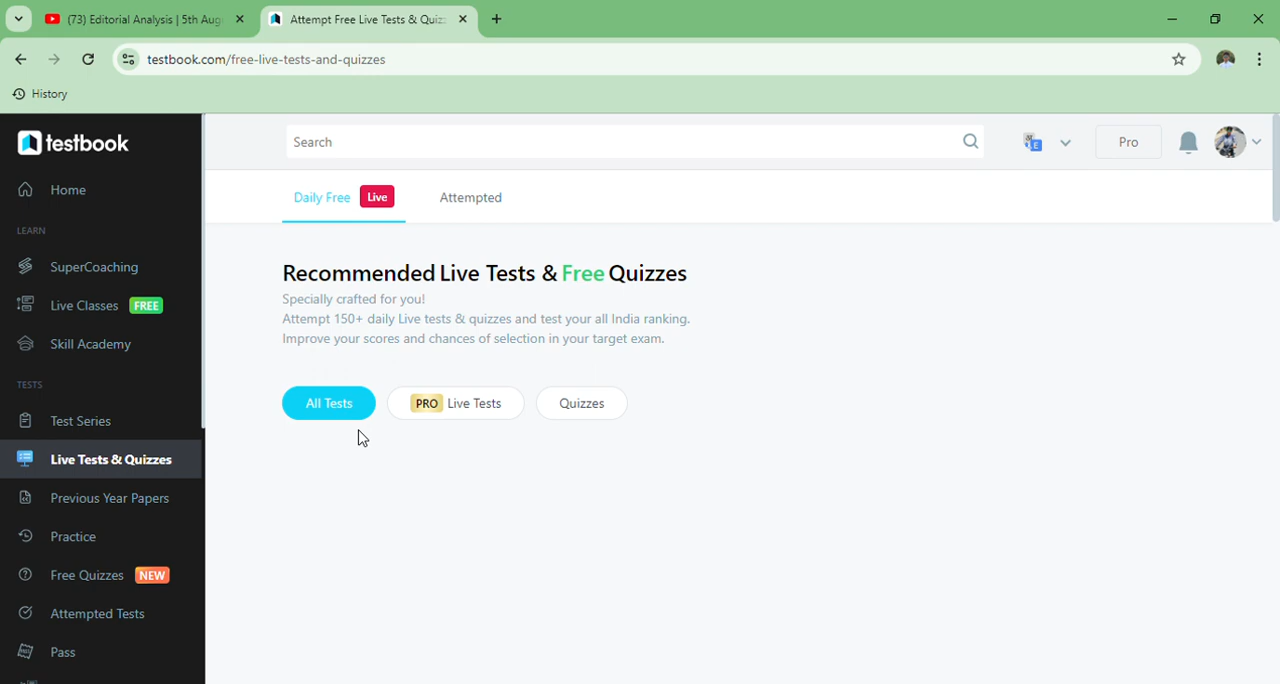 (73) Editorial Analysis | 5th Aug
Attempt Free Live Tests & Quiz
testbook.com/free-live-tests-and-quizzes
History
testbook
Search
Pro
Home
Daily Free Live
Attempted
LEARN
SuperCoaching
Live Classes FREE
Skill Academy
Recommended Live Tests & Free Quizzes
Specially crafted for you!
Attempt 150+ daily Live tests & quizzes and test your all India ranking.
Improve your scores and chances of selection in your target exam.
TESTS
All Tests
PRO Live Tests
Quizzes
Test Series
Live Tests & Quizzes
Previous Year Papers
Practice
Free Quizzes NEW
Attempted Tests
Pass